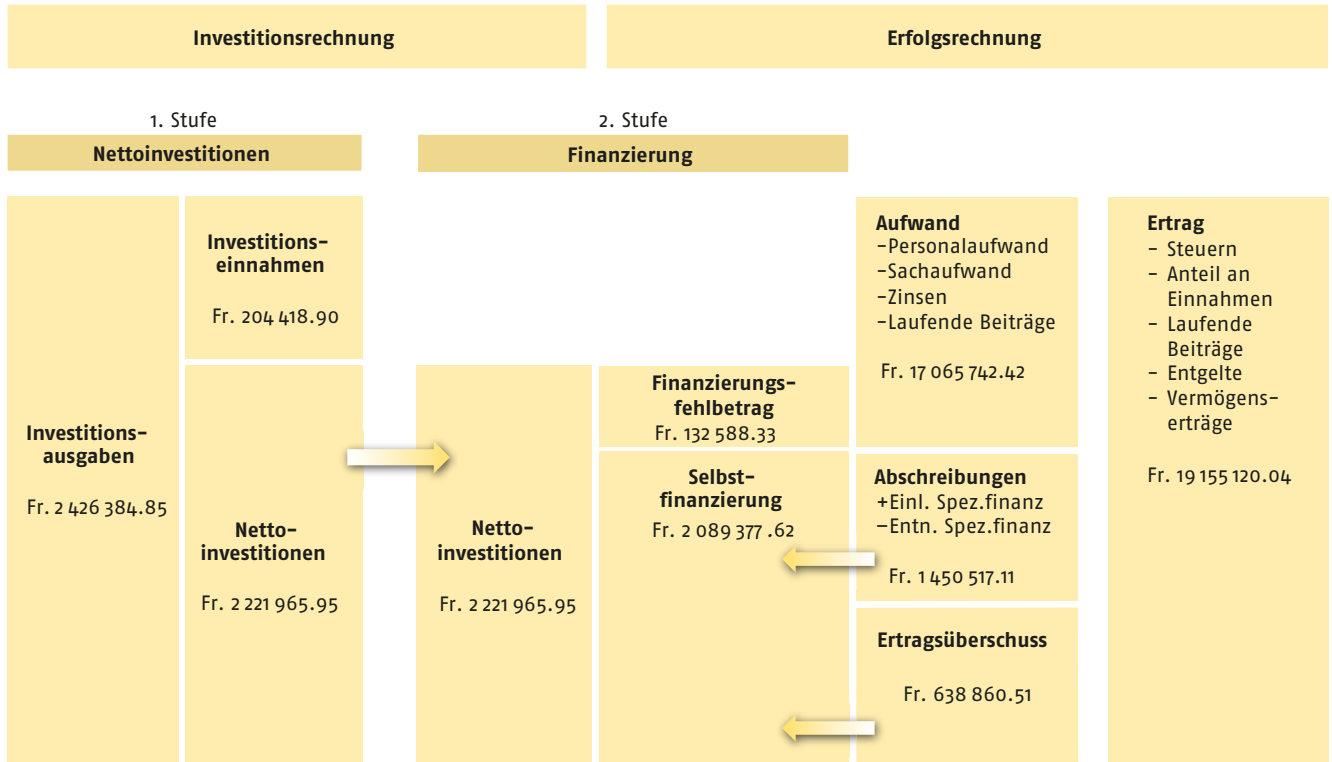 Investitionsrechnung
Erfolgsrechnung
1. Stufe
Nettoinvestitionen
2. Stufe
Finanzierung
Investitions-
ausgaben
Fr. 2 426 384.85
Investitions-
einnahmen
Fr. 204 418.90
Netto-
investitionen
Fr. 2 221 965.95
Netto-
investitionen
Fr. 2 221 965.95
Finanzierungs-
fehlbetrag
Fr. 132 588.33
Selbst-
finanzierung
Fr. 2 089 377 .62
Aufwand
-Personalaufwand
-Sachaufwand
-Zinsen
-Laufende Beiträge
Fr. 17 065 742.42
Abschreibungen
+Einl. Spez.finanz
–Entn. Spez.finanz
Fr. 1 450 517.11
Ertragsüberschuss
Fr. 638 860.51
Ertrag
- Steuern
- Anteil an
Einnahmen
- Laufende
Beiträge
- Entgelte
- Vermögens-
erträge
Fr. 19 155 120.04